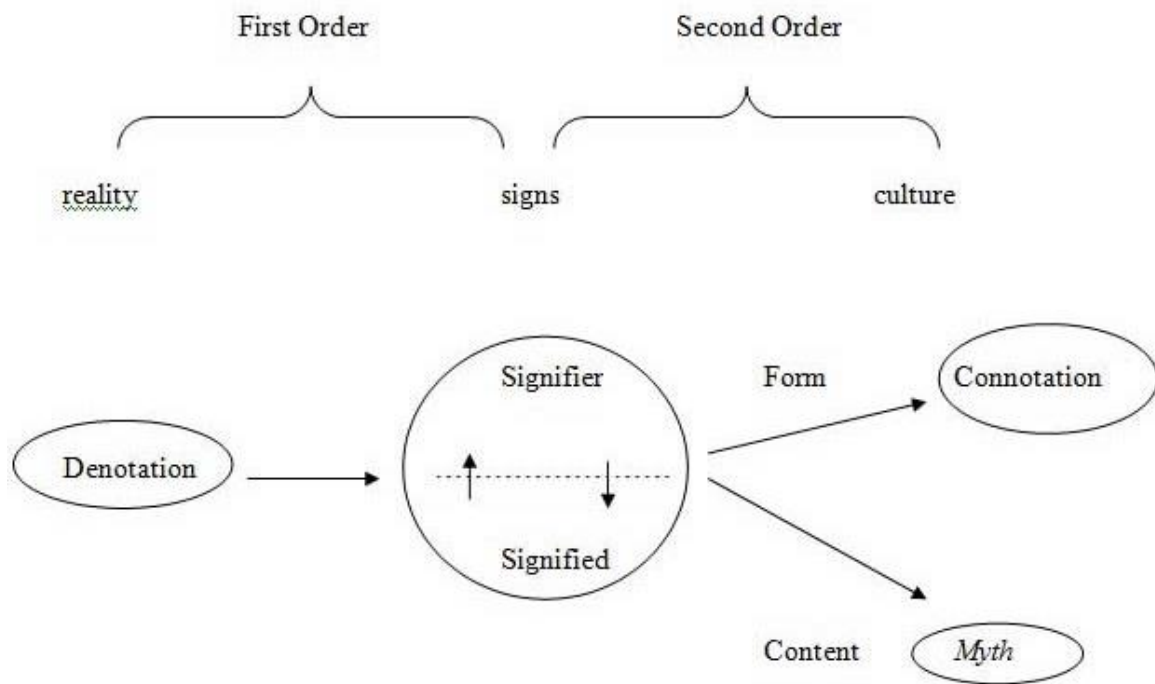 First Order
Second Order
reality
signs
culture
Signifier
Form
Connotation
Denotation
Signified
Content
Myth